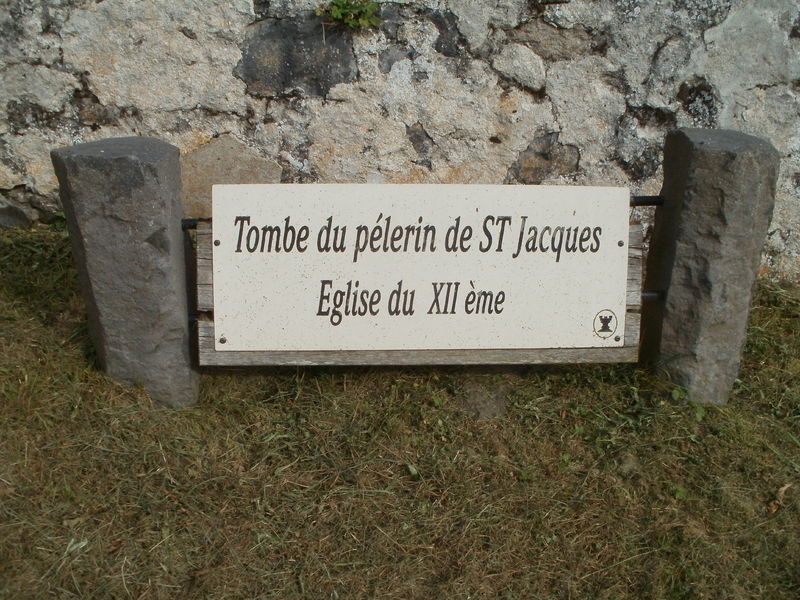 Tombe du pélerin de ST Jacques
Eglise du XII ème